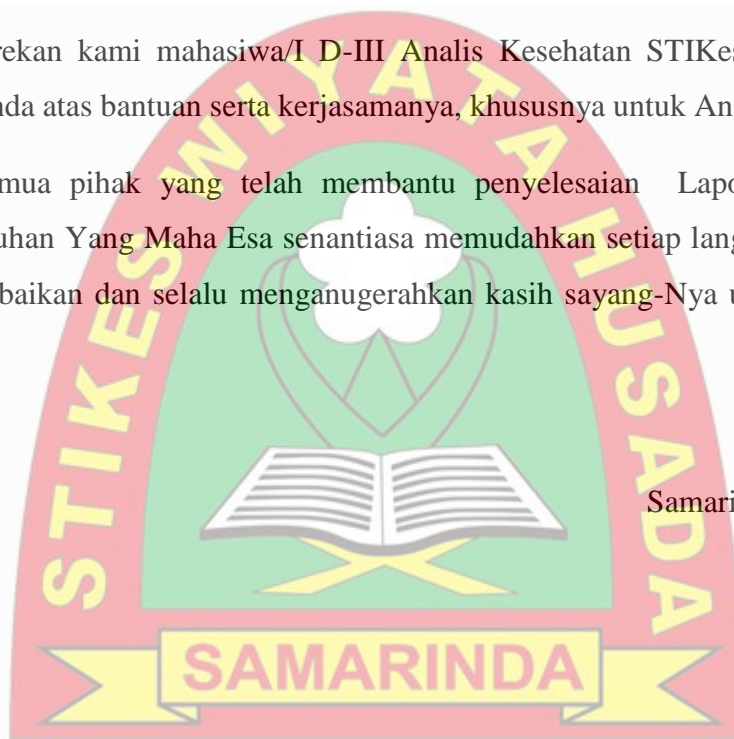 rekan kami mahasiwa/I D-III Analis Kesehatan STIKes
nda atas bantuan serta kerjasamanya, khususnya untuk An
mua pihak yang telah membantu penyelesaian Lapo
uhan Yang Maha Esa senantiasa memudahkan setiap lang
baikan dan selalu menganugerahkan kasih sayang-Nya u
Samari
STIKES WIYATA HUSADA
SAMARINDA